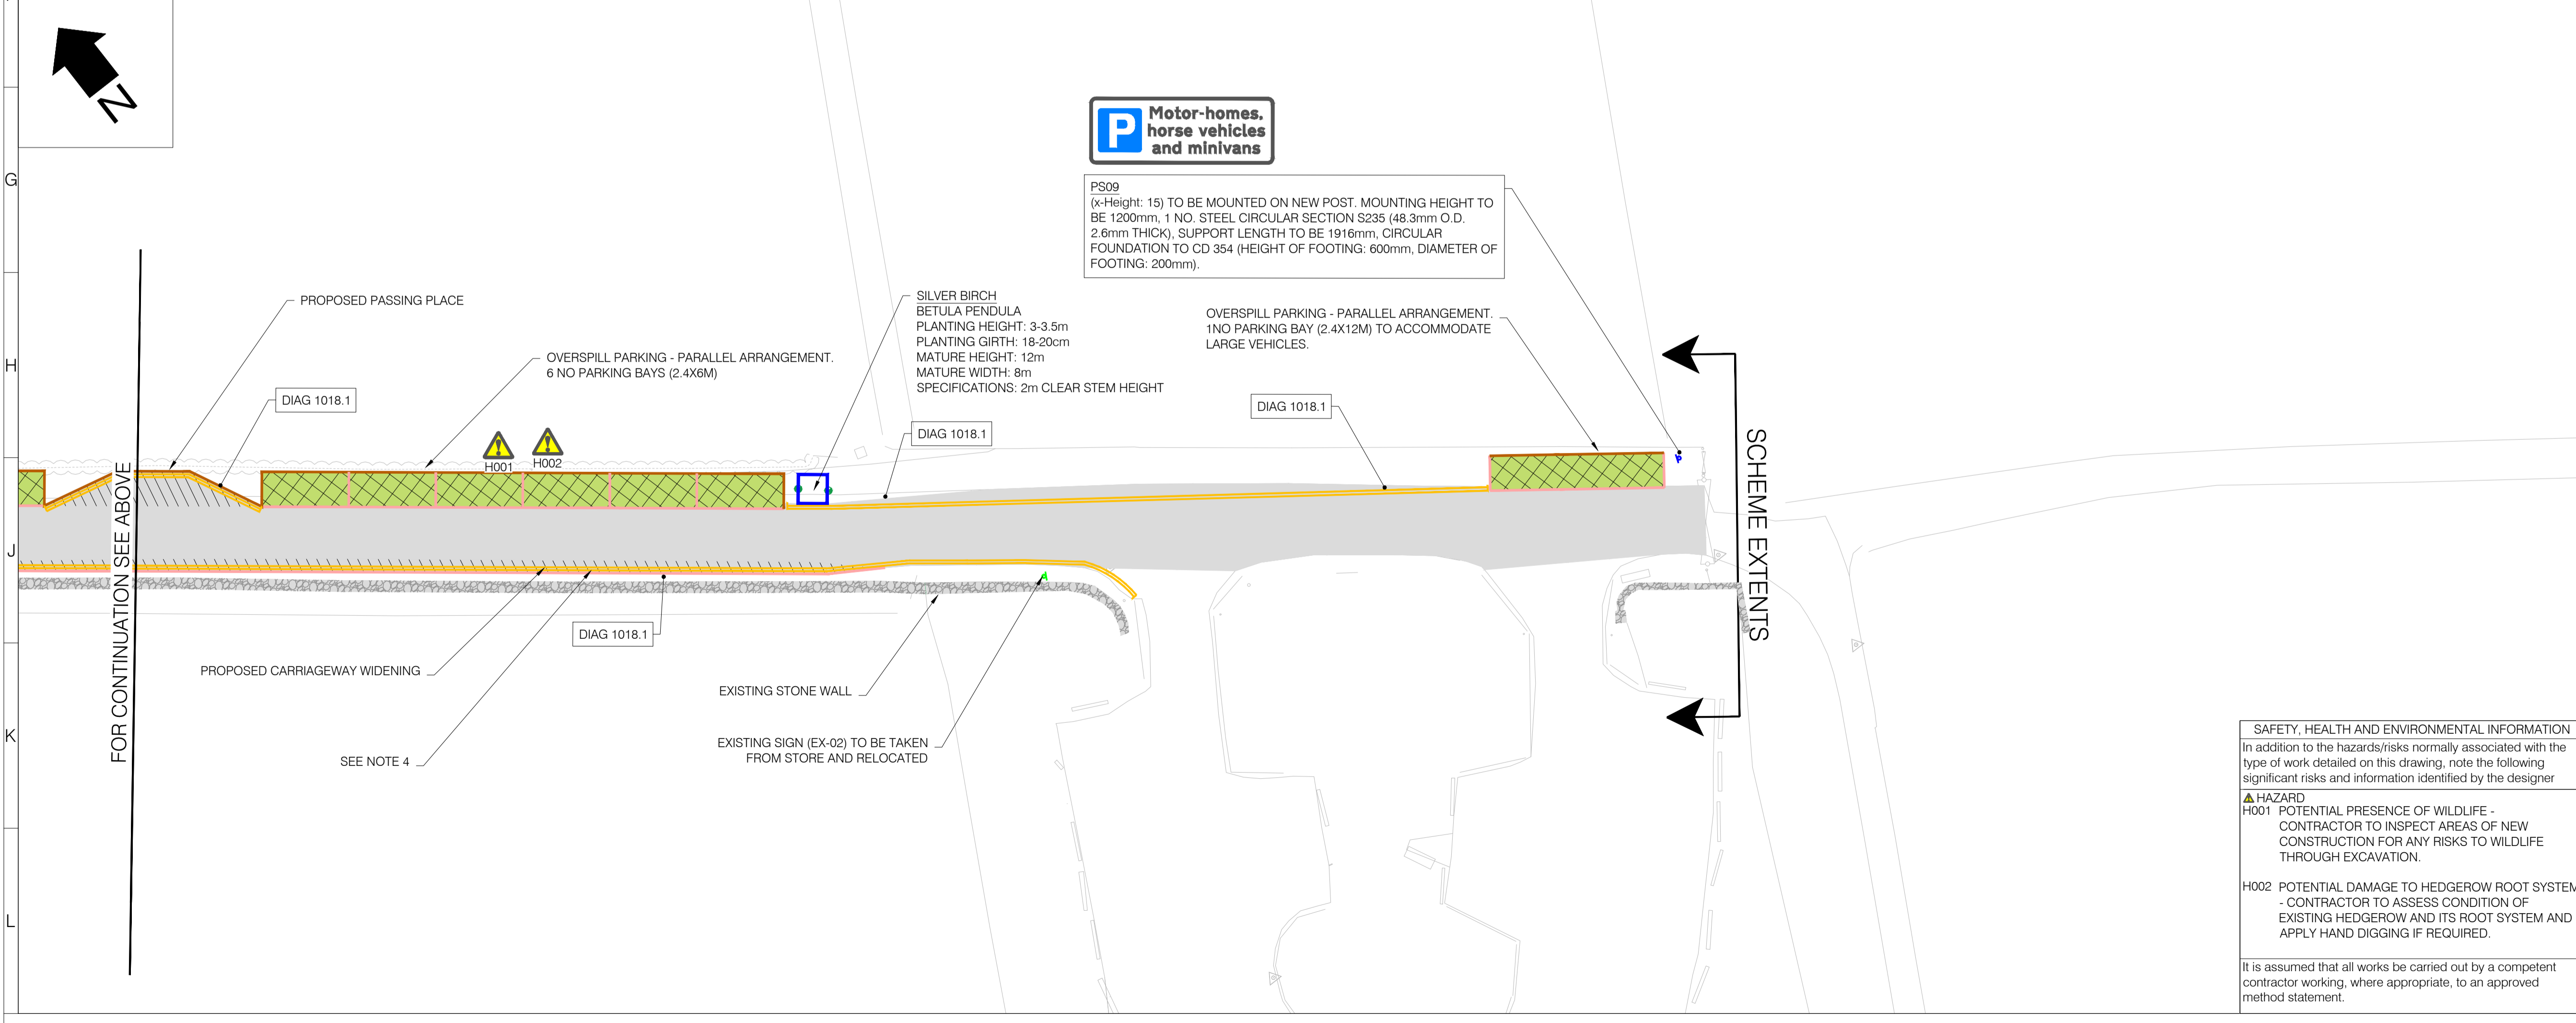 N
G
H
J
K
L
Motor-homes,
horse vehicles
and minivans
P
PS09
(x-Height: 15) TO BE MOUNTED ON NEW POST. MOUNTING HEIGHT TO
BE 1200mm, 1 NO. STEEL CIRCULAR SECTION S235 (48.3mm O.D.
2.6mm THICK), SUPPORT LENGTH TO BE 1916mm, CIRCULAR
FOUNDATION TO CD 354 (HEIGHT OF FOOTING: 600mm, DIAMETER OF
FOOTING: 200mm).
PROPOSED PASSING PLACE
SILVER BIRCH
BETULA PENDULA
PLANTING HEIGHT: 3-3.5m
PLANTING GIRTH: 18-20cm
MATURE HEIGHT: 12m
MATURE WIDTH: 8m
SPECIFICATIONS: 2m CLEAR STEM HEIGHT
OVERSPILL PARKING - PARALLEL ARRANGEMENT.
1NO PARKING BAY (2.4X12M) TO ACCOMMODATE
LARGE VEHICLES.
OVERSPILL PARKING - PARALLEL ARRANGEMENT.
6 NO PARKING BAYS (2.4X6M)
DIAG 1018.1
DIAG 1018.1
DIAG 1018.1
H001
H002
P
FOR CONTINUATION SEE ABOVE
SCHEME EXTENTS
DIAG 1018.1
PROPOSED CARRIAGEWAY WIDENING
EXISTING STONE WALL
SEE NOTE 4
EXISTING SIGN (EX-02) TO BE TAKEN
FROM STORE AND RELOCATED
SAFETY, HEALTH AND ENVIRONMENTAL INFORMATION
In addition to the hazards/risks normally associated with the
type of work detailed on this drawing, note the following
significant risks and information identified by the designer
HAZARD
H001 POTENTIAL PRESENCE OF WILDLIFE -
CONTRACTOR TO INSPECT AREAS OF NEW
CONSTRUCTION FOR ANY RISKS TO WILDLIFE
THROUGH EXCAVATION.
H002 POTENTIAL DAMAGE TO HEDGEROW ROOT SYSTEM
- CONTRACTOR TO ASSESS CONDITION OF
EXISTING HEDGEROW AND ITS ROOT SYSTEM AND
APPLY HAND DIGGING IF REQUIRED.
It is assumed that all works be carried out by a competent
contractor working, where appropriate, to an approved
method statement.